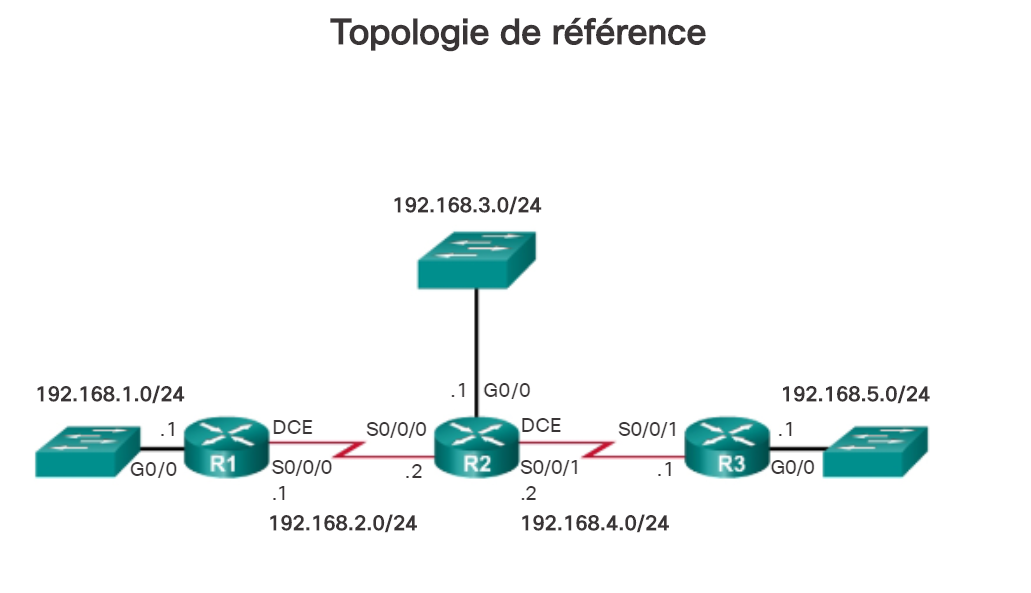 Topologie de référence
192.168.3.0/24
.1 G0/0
192.168.1.0/24
192.168.5.0/24
.1 DCE S0/0/0 DCE S0/0/1 .1
G0/0 R1 S0/0/0 .2 R2 S0/0/1 .1 R3 G0/0
.1 .2
192.168.2.0/24 192.168.4.0/24